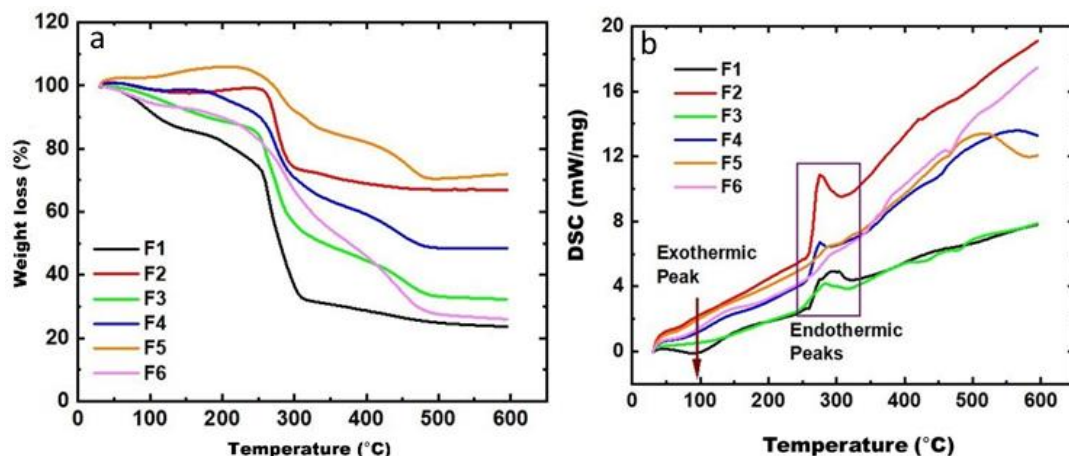 a
120
100
80
60
40
20
0
Weight loss (%)
F1
F2
F3
F4
F5
F6
0 100 200 300 400 500 600
Temperature (°C)
b
20
16
12
8
4
0
DSC (mW/mg)
F1
F2
F3
F4
F5
F6
Exothermic
Peak
Endothermic
Peaks
0 100 200 300 400 500 600
Temperature (°C)